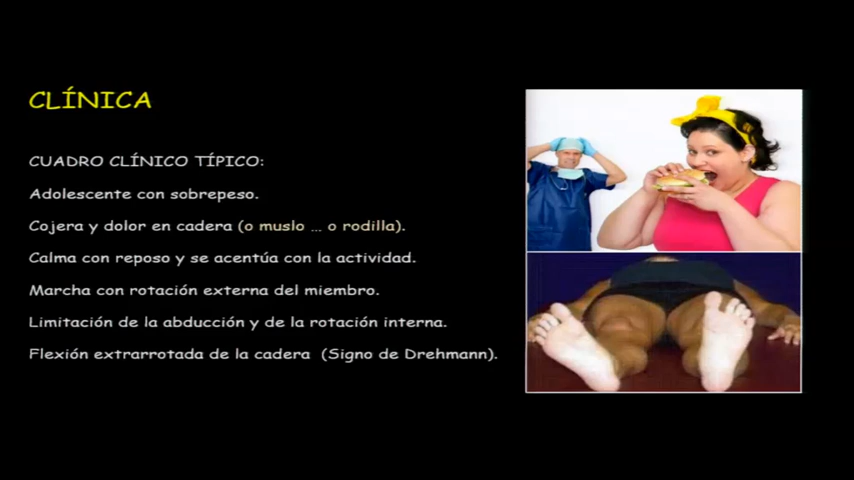 CLÍNICA
CUADRO CLÍNICO TÍPICO:
Adolescente con sobrepeso.
Cojera y dolor en cadera (o muslo ... o rodilla).
Calma con reposo y se acentúa con la actividad.
Marcha con rotación externa del miembro.
Limitación de la abducción y de la rotación interna.
Flexión extrarrotada de la cadera (Signo de Drehmann).